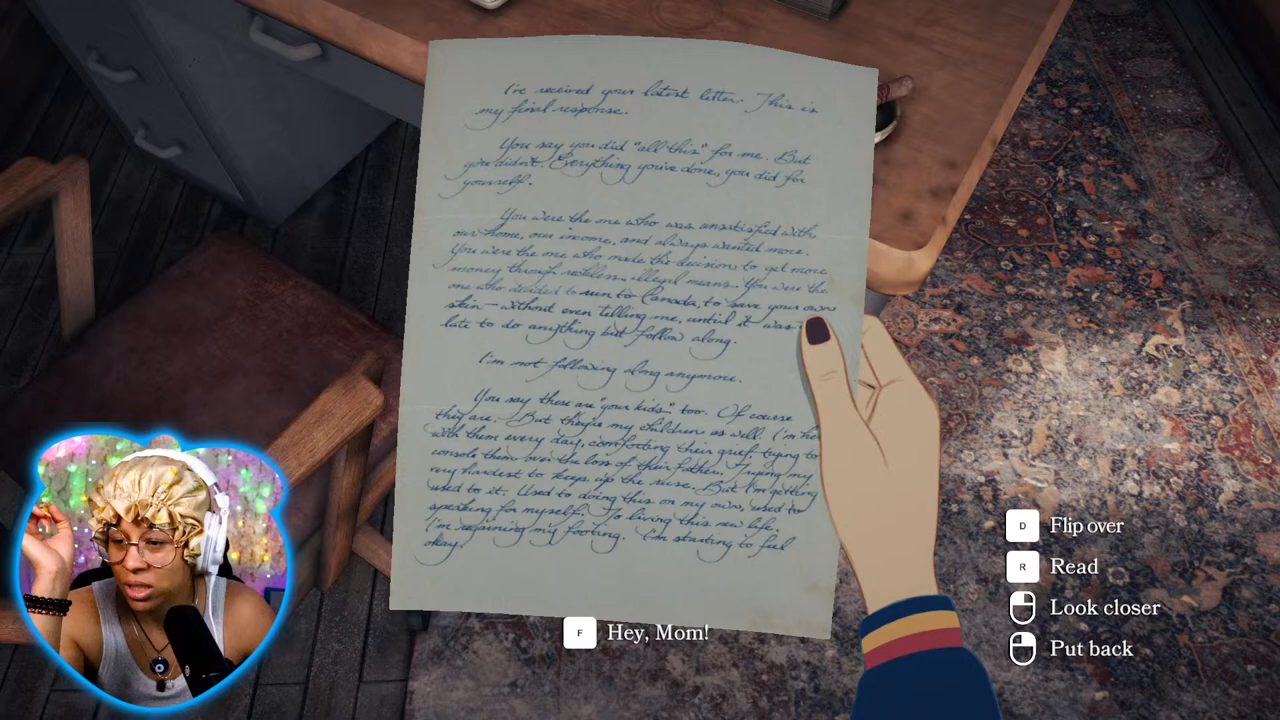 I've received your latest letter. This is
my final response.
You say you did "all this" for me. But
you didn't. Everything you've done, you did for
yourself.
You were the one who was unsatisfied with
our home, our income, and always wanted more.
You were the one who made the decision to get more
money through reckless, illegal means. You were the
one who decided to run to Canada, to save your own
skin - without even telling me, until it was
late to do anything but follow along.
I'm not following along anymore.
You say these are "your kids" too. Of course
they are. But they're my children as well. I'm he
with them every day, comforting their grief, trying to
console them over the loss of their father. Trying my
very hardest to keep up the ruse. But I'm getting
used to it. Used to doing this on my own, used to
speaking for myself. To living this new life.
I'm regaining my footing. I'm starting to feel
okay.
F Hey, Mom!
D Flip over
R Read
Look closer
Put back